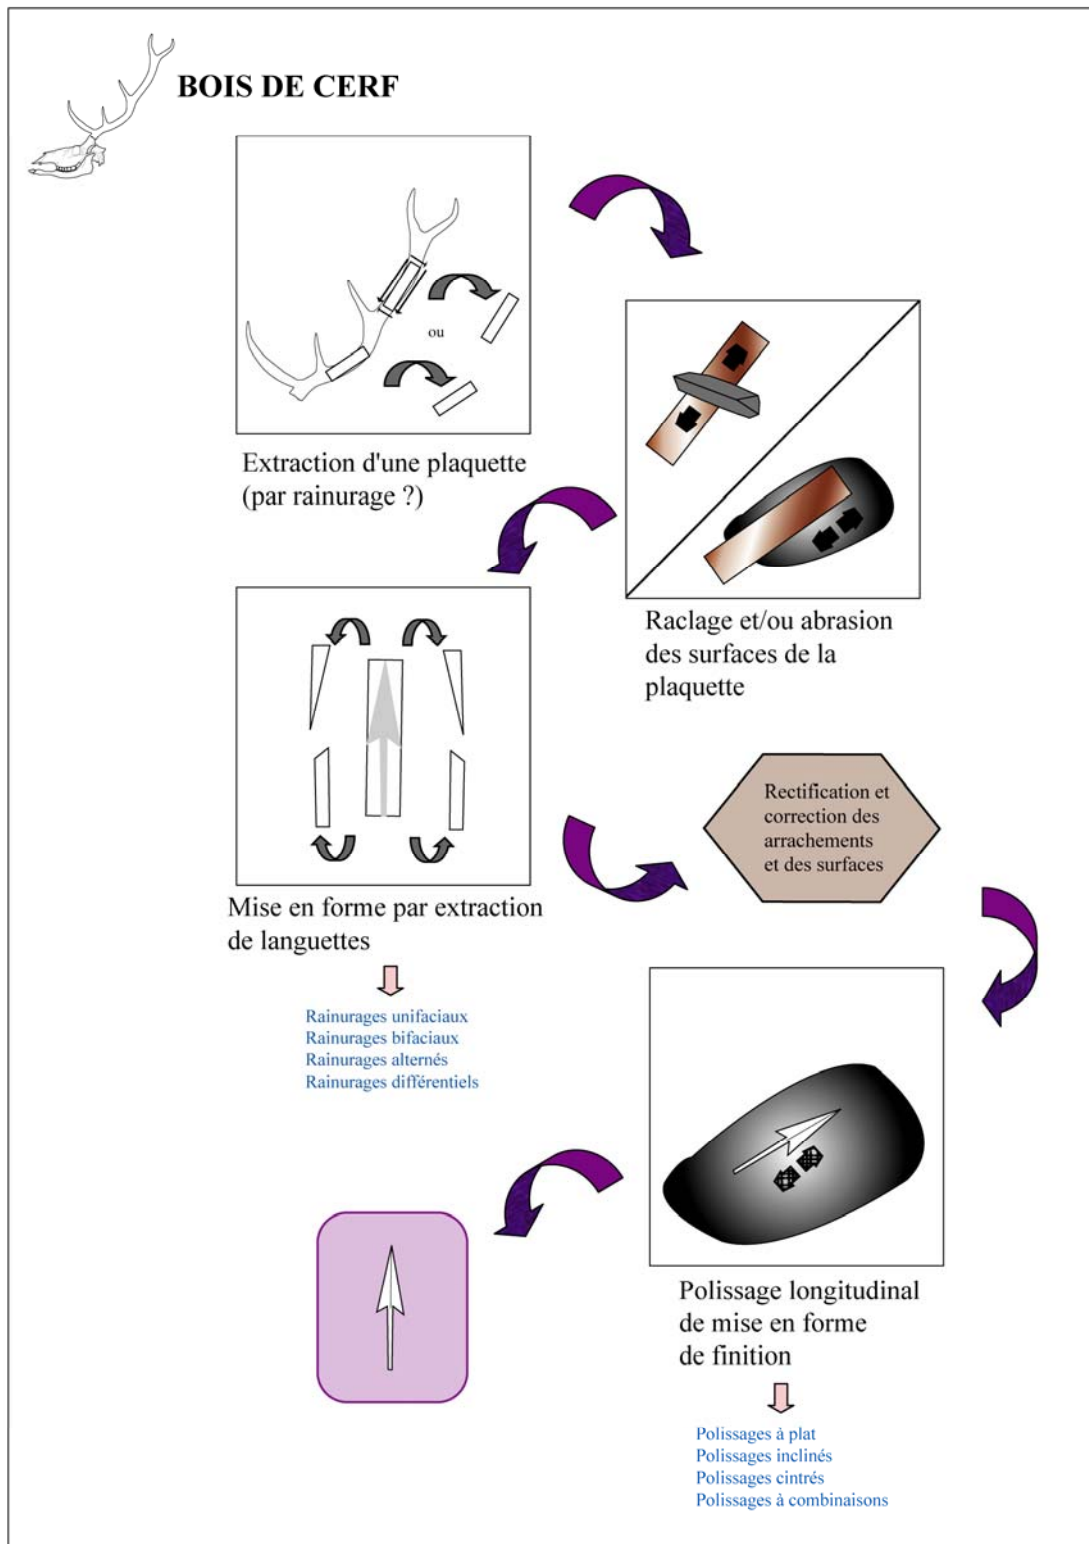 BOIS DE CERF
ou
Extraction d'une plaquette
(par rainurage ?)
Raclage et/ou abrasion
des surfaces de la
plaquette
Mise en forme par extraction
de languettes
Rainurages unifaciaux
Rainurages bifaciaux
Rainurages alternés
Rainurages différentiels
Rectification et
correction des
arrachements
et des surfaces
Polissage longitudinal
de mise en forme
de finition
Polissages à plat
Polissages inclinés
Polissages cintrés
Polissages à combinaisons